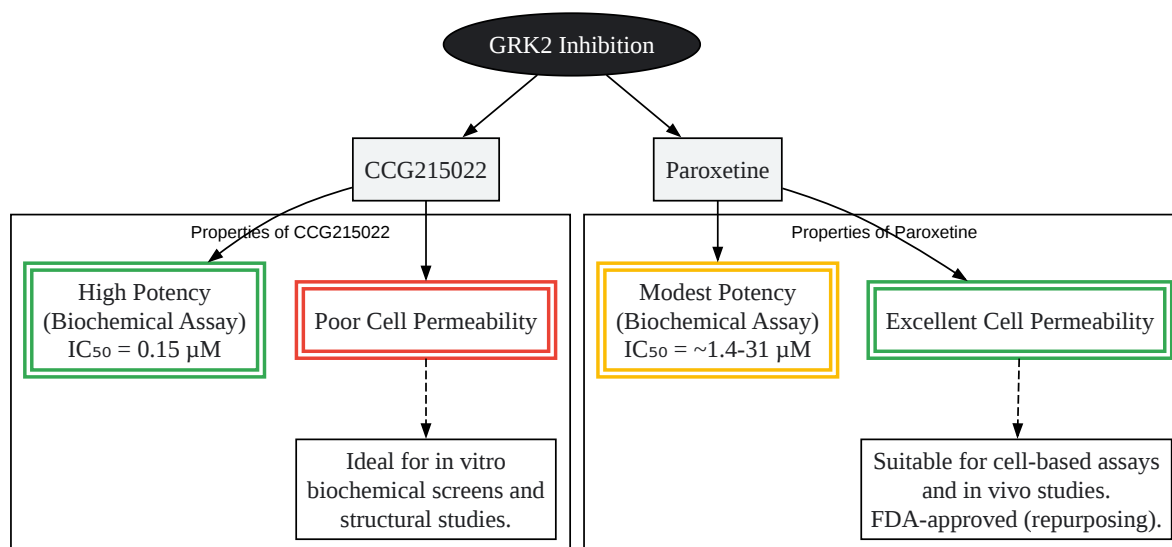 GRK2 Inhibition
CCG215022
Paroxetine
Properties of CCG215022
High Potency
(Biochemical Assay)
IC₅₀ = 0.15 µM
Poor Cell Permeability
Ideal for in vitro
biochemical screens and
structural studies.
Properties of Paroxetine
Modest Potency
(Biochemical Assay)
IC₅₀ = ~1.4-31 µM
Excellent Cell Permeability
Suitable for cell-based assays
and in vivo studies.
FDA-approved (repurposing).